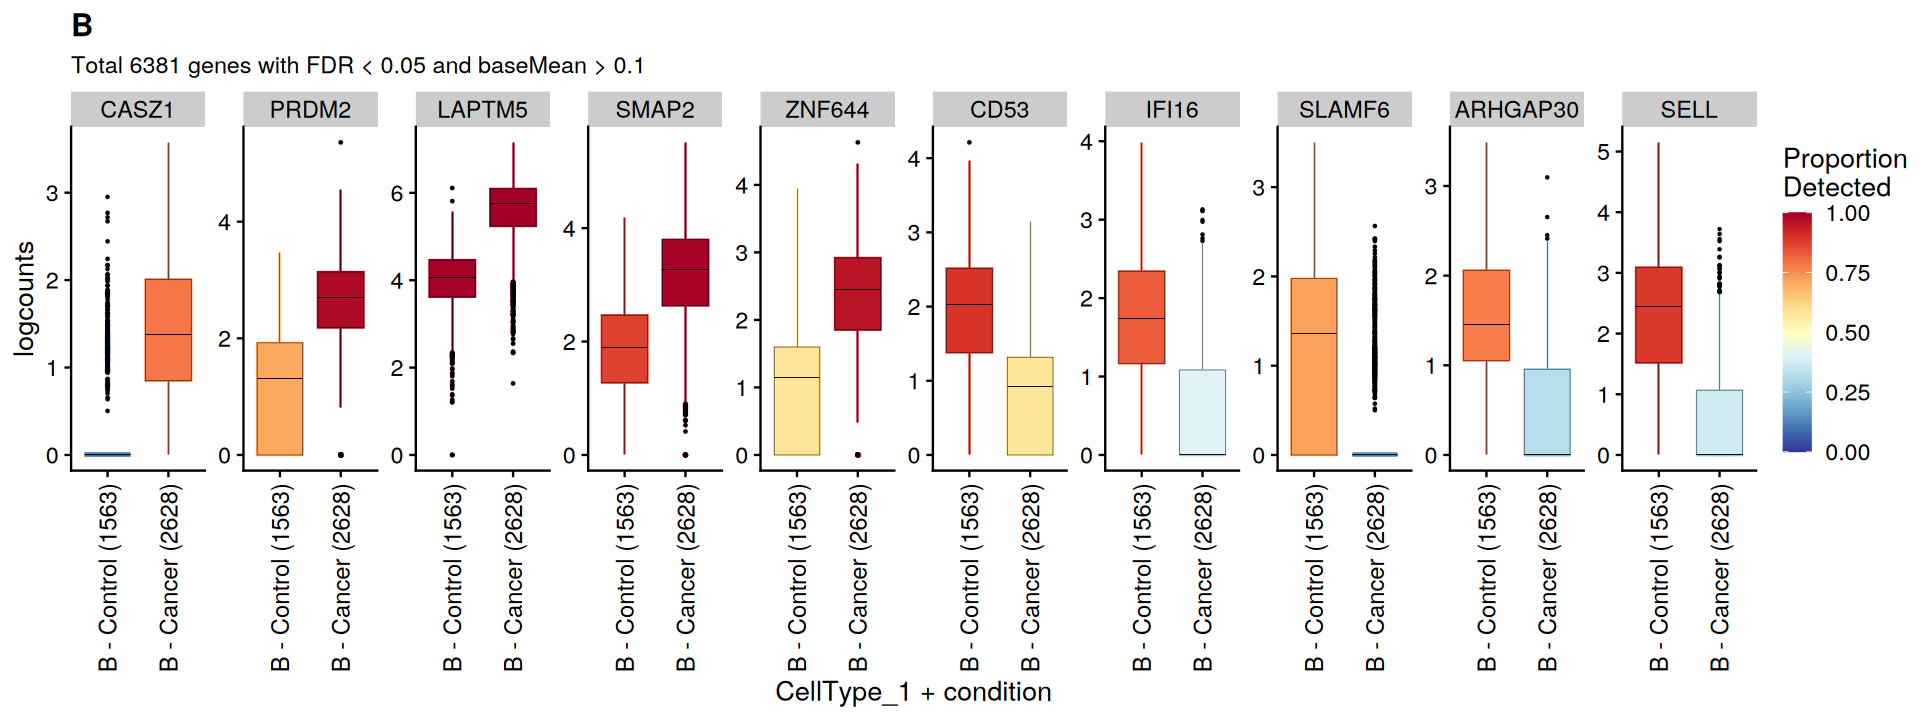 B
Total 6381 genes with FDR < 0.05 and baseMean > 0.1
CASZ1 PRDM2 LAPTM5 SMAP2 ZNF644 CD53 IFI16 SLAMF6 ARHGAP30 SELL
logcounts
3
2
1
0
4
2
0
6
4
2
0
4
2
0
4
3
2
1
0
4
3
2
1
0
4
3
2
1
0
3
2
1
0
3
2
1
0
5
4
3
2
1
0
B - Control (1563)
B - Cancer (2628)
B - Control (1563)
B - Cancer (2628)
B - Control (1563)
B - Cancer (2628)
B - Control (1563)
B - Cancer (2628)
B - Control (1563)
B - Cancer (2628)
B - Control (1563)
B - Cancer (2628)
B - Control (1563)
B - Cancer (2628)
B - Control (1563)
B - Cancer (2628)
B - Control (1563)
B - Cancer (2628)
B - Control (1563)
B - Cancer (2628)
CellType_1 + condition
Proportion
Detected
1.00
0.75
0.50
0.25
0.00